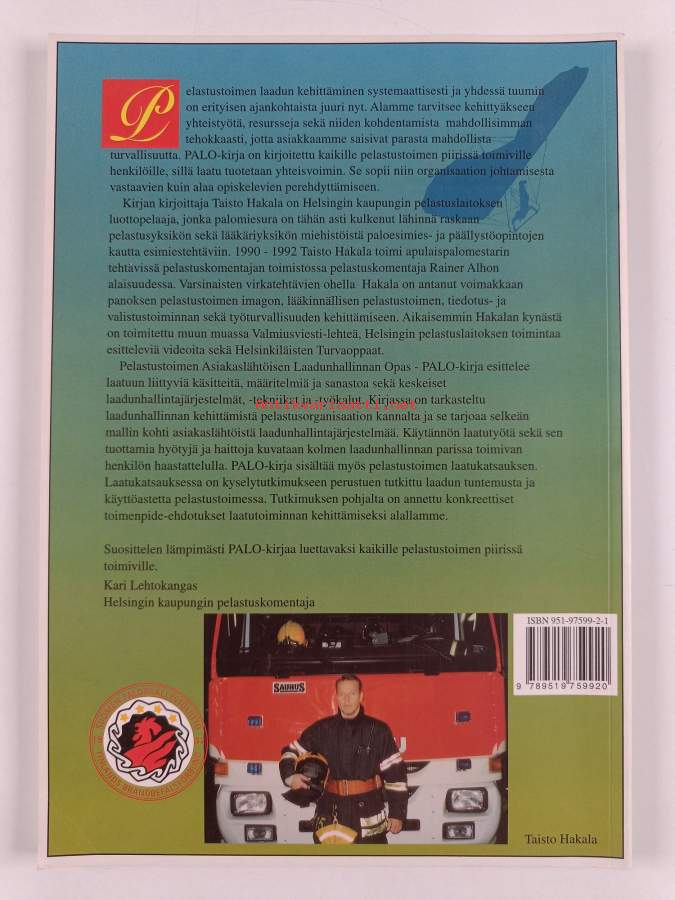 Pelastustoimen laadun kehittäminen systemaattisesti ja yhdessä tuumin
on erityisen ajankohtaista juuri nyt. Alamme tarvitsee kehittyäkseen
yhteistyötä, resursseja sekä niiden kohdentamista mahdollisimman
tehokkaasti, jotta asiakkaamme saisivat parasta mahdollista
turvallisuutta. PALO-kirja on kirjoitettu kaikille pelastustoimen piirissä toimiville
henkilöille, sillä laatu tuotetaan yhteisvoimin. Se sopii niin organisaation johtamisesta
vastaavien kuin alaa opiskelevien perehdyttämiseen.
Kirjan kirjoittaja Taisto Hakala on Helsingin kaupungin pelastuslaitoksen
luottopelaaja, jonka palomiesura on tähän asti kulkenut lähinnä raskaan
pelastusyksikön sekä lääkäriyksikön miehistöistä paloesimies- ja päällystöopintojen
kautta esimiestehtäviin. 1990 - 1992 Taisto Hakala toimi apulaispalomestarin
tehtävissä pelastuskomentajan toimistossa pelastuskomentaja Rainer Alhon
alaisuudessa. Varsinaisten virkatehtävien ohella Hakala on antanut voimakkaan
panoksen pelastustoimen imagon, lääkinnällisen pelastustoimen, tiedotus- ja
valistustoiminnan sekä työturvallisuuden kehittämiseen. Aikaisemmin Hakalan kynästä
on toimitettu muun muassa Valmiusviesti-lehteä, Helsingin pelastuslaitoksen toimintaa
esitteleviä videoita sekä Helsinkiläisten Turvaoppaat.
Pelastustoimen Asiakaslähtöisen Laadunhallinnan Opas - PALO-kirja esittelee
laatuun liittyviä käsitteitä, määritelmiä ja sanastoa sekä keskeiset
laadunhallintajärjestelmät, -tekniikat ja -työkalut. Kirjassa on tarkasteltu
laadunhallinnan kehittämistä pelastusorganisaation kannalta ja se tarjoaa selkeän
mallin kohti asiakaslähtöistä laadunhallintajärjestelmää. Käytännön laatutyötä sekä sen
tuottamia hyötyjä ja haittoja kuvataan kolmen laadunhallinnan parissa toimivan
henkilön haastattelulla. PALO-kirja sisältää myös pelastustoimen laatukatsauksen.
Laatukatsauksessa on kyselytutkimukseen perustuen tutkittu laadun tuntemusta ja
käyttöastetta pelastustoimessa. Tutkimuksen pohjalta on annettu konkreettiset
toimenpide-ehdotukset laatutoiminnan kehittämiseksi alallamme.
Suosittelen lämpimästi PALO-kirjaa luettavaksi kaikille pelastustoimen piirissä
toimiville.
Kari Lehtokangas
Helsingin kaupungin pelastuskomentaja
ISBN 951-97599-2-1
9 789519 759920
SAURUS
Taisto Hakala